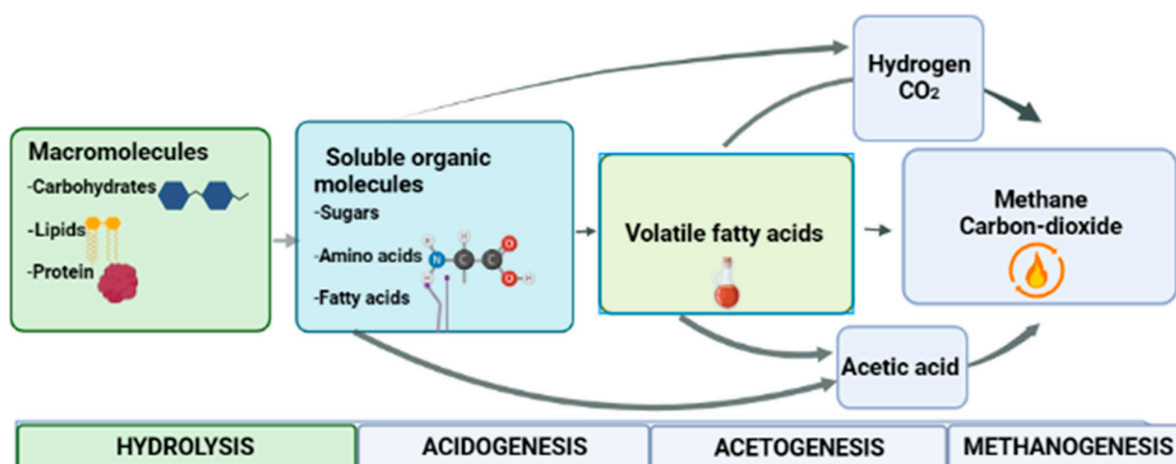 Hydrogen
CO₂
Macromolecules
-Carbohydrates
-Lipids
-Protein
Soluble organic
molecules
-Sugars
-Amino acids
-Fatty acids
H
H
N
H
C
C
O
O
H
Volatile fatty acids
Methane
Carbon-dioxide
Acetic acid
HYDROLYSIS
ACIDOGENESIS
ACETOGENESIS
METHANOGENESIS